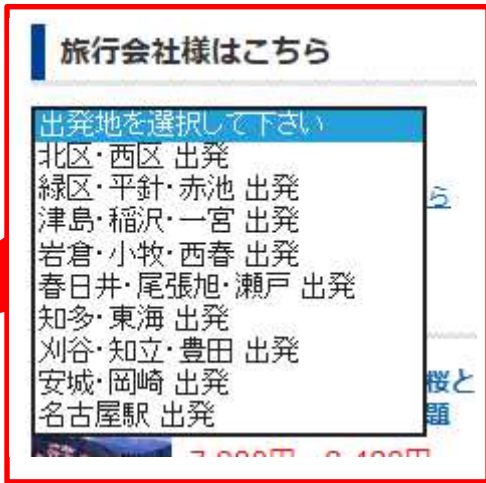 旅行会社様はこちら
出発地を選択して下さい
北区・西区 出発
緑区・平針・赤池 出発
ら
津島・稲沢・一宮 出発
岩倉・小牧・西春 出発
春日井・尾張旭・瀬戸 出発
知多・東海 出発
刈谷・知立・豊田 出発
安城・岡崎 出発
桜と
名古屋駅 出発
題